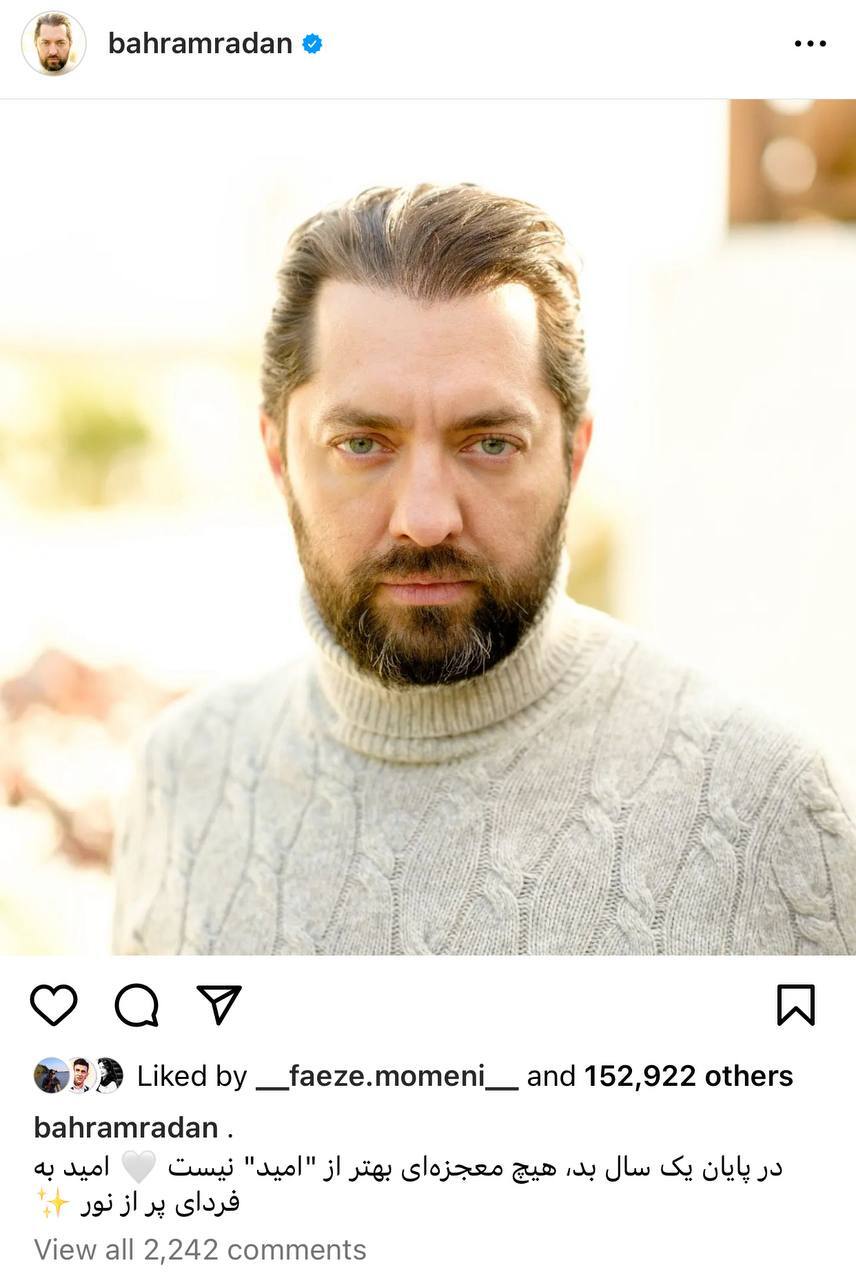 bahramradan
Liked by __faeze.momeni__ and 152,922 others
bahramradan .
در پایان یک سال بد، هیچ معجزه‌ای بهتر از "امید" نیست 🤍 امید به
فردای پر از نور ✨
View all 2,242 comments